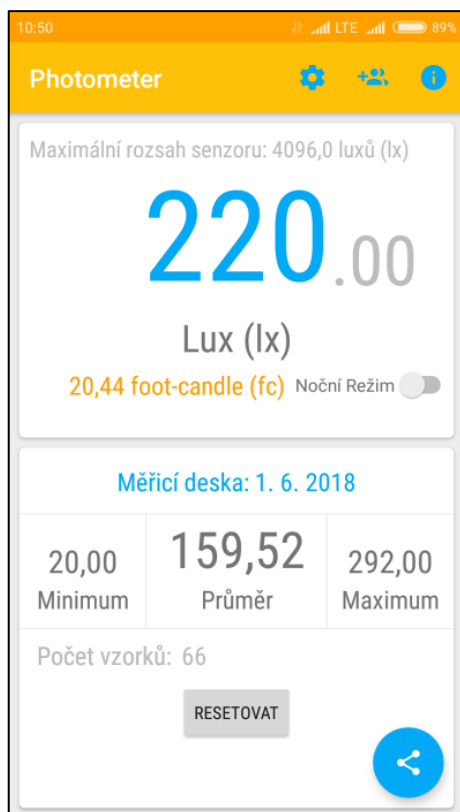 10:50 LTE 89%
Photometer
Maximální rozsah senzoru: 4096,0 luxů (lx)
220.00
Lux (lx)
20,44 foot-candle (fc) Noční Režim
Měřicí deska: 1. 6. 2018
20,00 159,52 292,00
Minimum Průměr Maximum
Počet vzorků: 66
RESETOVAT